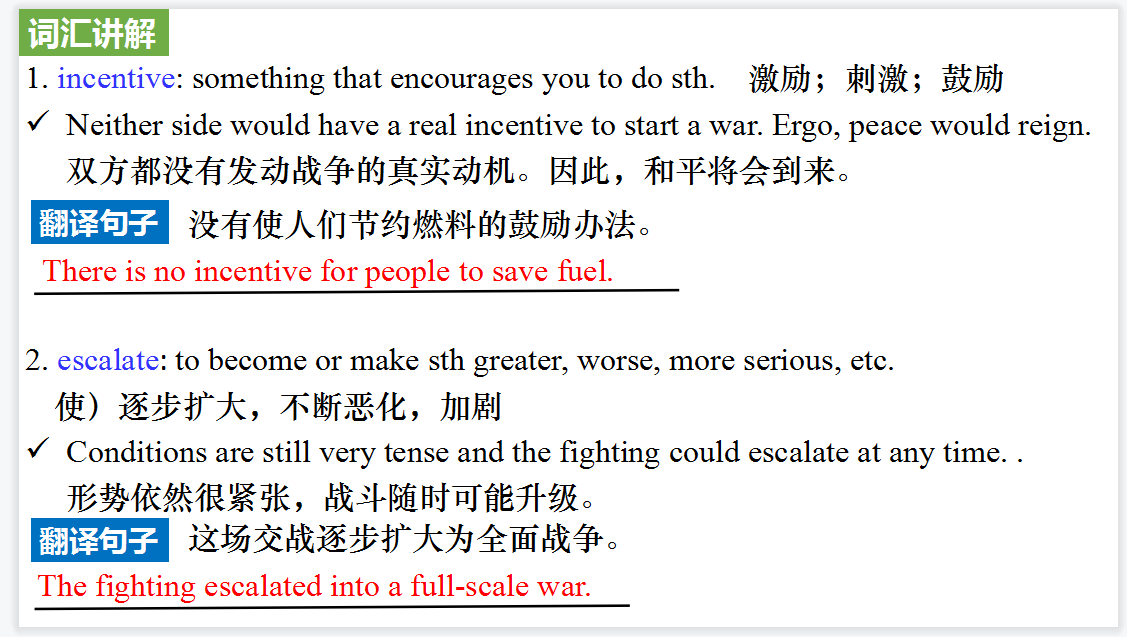 词汇讲解
1. incentive: something that encourages you to do sth. 激励；刺激；鼓励
✓ Neither side would have a real incentive to start a war. Ergo, peace would reign.
双方都没有发动战争的真实动机。因此，和平将会到来。
翻译句子 没有使人们节约燃料的鼓励办法。
There is no incentive for people to save fuel.
2. escalate: to become or make sth greater, worse, more serious, etc.
使）逐步扩大，不断恶化，加剧
✓ Conditions are still very tense and the fighting could escalate at any time. .
形势依然很紧张，战斗随时可能升级。
翻译句子 这场交战逐步扩大为全面战争。
The fighting escalated into a full-scale war.